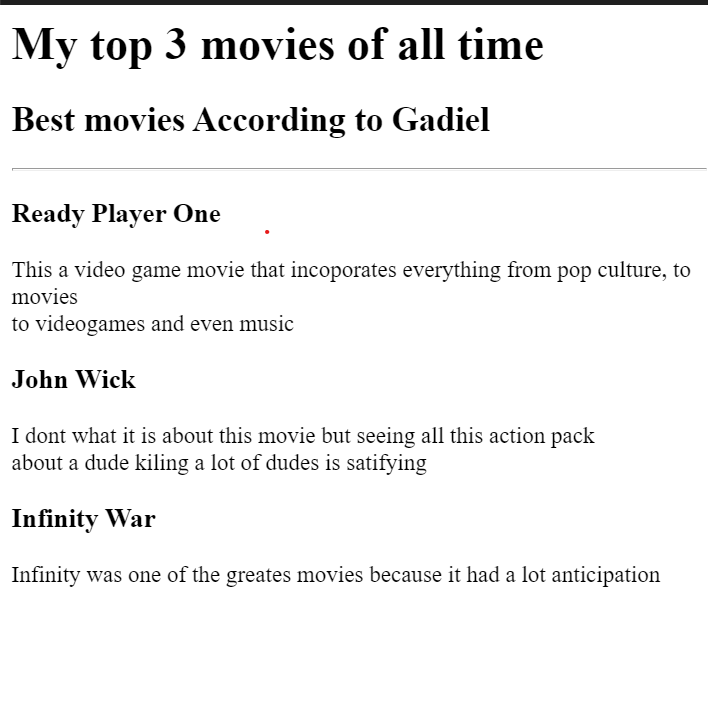 My top 3 movies of all time
Best movies According to Gadiel
Ready Player One
This a video game movie that incoporates everything from pop culture, to
movies
to videogames and even music
John Wick
I dont what it is about this movie but seeing all this action pack
about a dude kiling a lot of dudes is satifying
Infinity War
Infinity was one of the greates movies because it had a lot anticipation